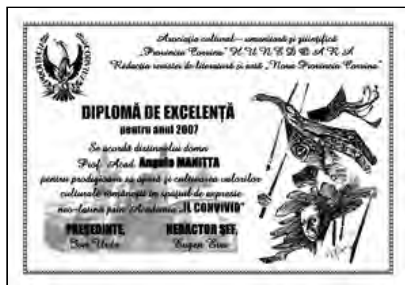 Asociația cultural-umanistă și științifică
„Provincia Corvina” H U N E D O A R A
Redacția revistei de literatură și artă „Noua Provincia Corvina”
DIPLOMĂ DE EXCELENȚĂ
pentru anul 2007
Se acordă distinsului domn
Prof. Acad. Angelo MANITTA
pentru prodigioasa sa operă și cultivarea valorilor
culturale românești în spațiul de expresie
neo-latină prin Academia „IL CONVIVIO”
PREȘEDINTE, REDACTOR ȘEF,
Ioan Urda Eugen Evu